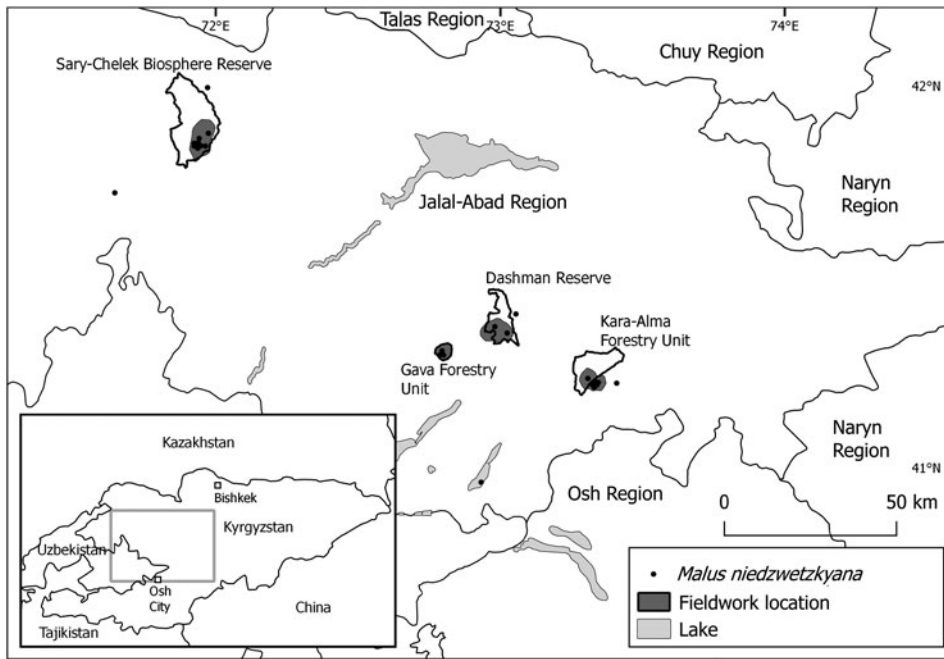 72°E
73°E
74°E
Talas Region
Chuy Region
Sary-Chelek Biosphere Reserve
42°N
Naryn
Region
Jalal-Abad Region
Dashman Reserve
Kara-Alma
Forestry Unit
Gava Forestry
Unit
Naryn
Region
41°N
Osh Region
0
50 km
Kazakhstan
Bishkek
Kyrgyzstan
Uzbekistan
Osh
City
China
Tajikistan
Malus niedzwetzkyana
Fieldwork location
Lake